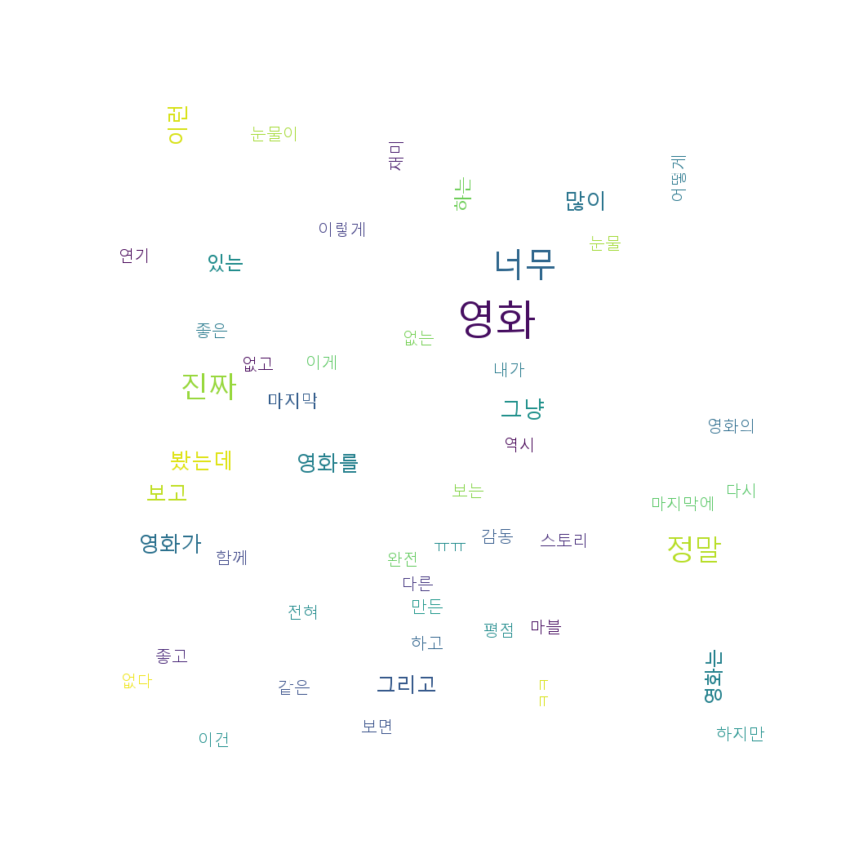 이런
눈물이
재미
어떻게
하는
많이
이렇게
눈물
연기
있는
너무
영화
좋은
없는
없고
이게
내가
진짜
마지막
그냥
영화의
역시
봤는데
영화를
보고
보는
다시
마지막에
영화가
함께
ㅠㅠ
감동
스토리
정말
완전
다른
전혀
만든
평점
마블
하고
좋고
없다
같은
그리고
ㅠㅠ
영화는
보면
이건
하지만